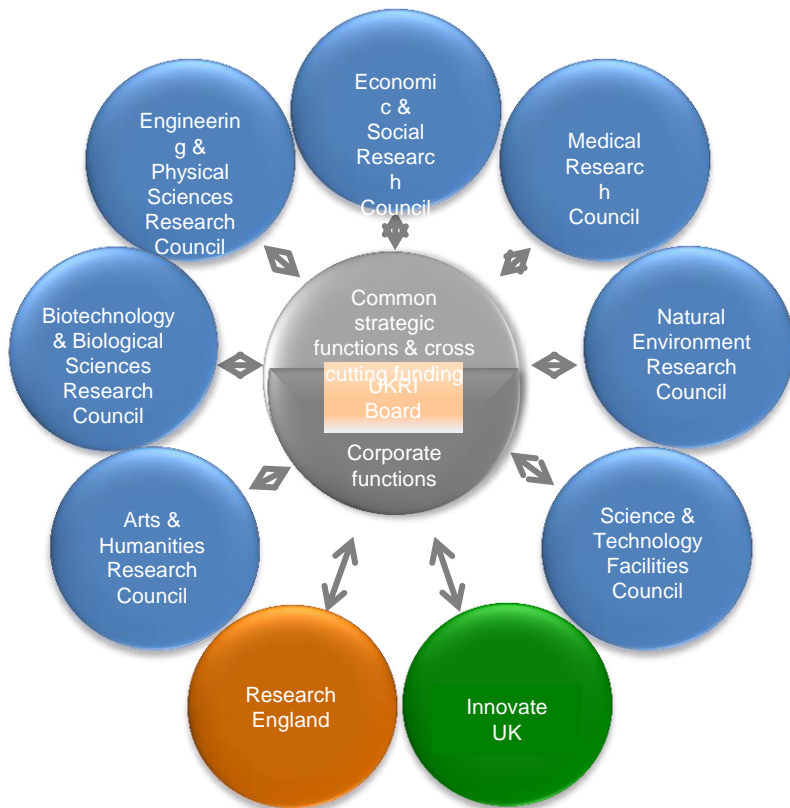 Economi
c &
Social
Researc
h
Council
Engineerin
g &
Physical
Sciences
Research
Council
Medical
Researc
h
Council
Biotechnology
& Biological
Sciences
Research
Council
Common
strategic
functions & cross
cutting funding
UKRI
Board
Corporate
functions
Natural
Environment
Research
Council
Arts &
Humanities
Research
Council
Science &
Technology
Facilities
Council
Research
England
Innovate
UK